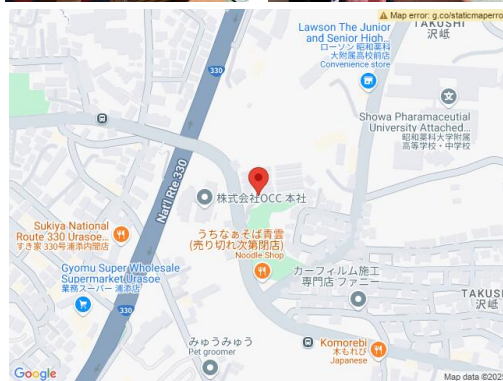 Map error: g.co/staticmaperror
Lawson The Junior
and Senior High...
ローソン 昭和薬科
大附属高校前店
Convenience store
TAKUSHI
沢岻
330
Showa Pharamaceutial
University Attached...
昭和薬科大学附属
高等学校・中学校
Nat'l Rte 330
株式会社OCC 本社
Sukiya National
Route 330 Urasoe...
すき家 330号浦添内間店
うちなぁそば青雲
(売り切れ次第閉店)
Noodle Shop
Gyomu Super Wholesale
Supermarket Urasoe
業務スーパー 浦添店
カーフィルム施工
専門店 ファニー
330
TAKUSHI
沢岻
みゅうみゅう
Pet groomer
Komorebi
木もれび
Japanese
Google
Map data ©202